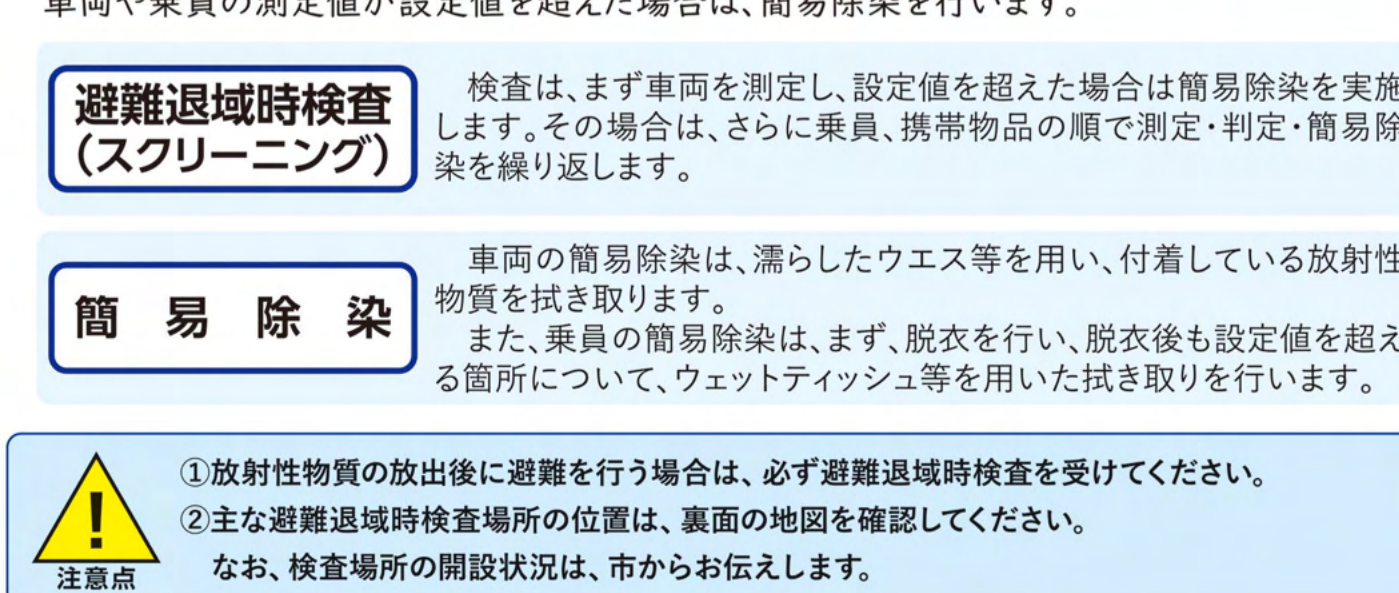 車両や乗員の測定値が設定値を超えた場合は、簡易除染を行います。
避難退域時検査
（スクリーニング）
検査は、まず車両を測定し、設定値を超えた場合は簡易除染を実施
します。その場合は、さらに乗員、携帯物品の順で測定・判定・簡易除
染を繰り返します。
簡易除染
車両の簡易除染は、濡らしたウエス等を用い、付着している放射性
物質を拭き取ります。
また、乗員の簡易除染は、まず、脱衣を行い、脱衣後も設定値を超え
る箇所について、ウェットティッシュ等を用いた拭き取りを行います。
!
注意点
①放射性物質の放出後に避難を行う場合は、必ず避難退域時検査を受けてください。
②主な避難退域時検査場所の位置は、裏面の地図を確認してください。
なお、検査場所の開設状況は、市からお伝えします。